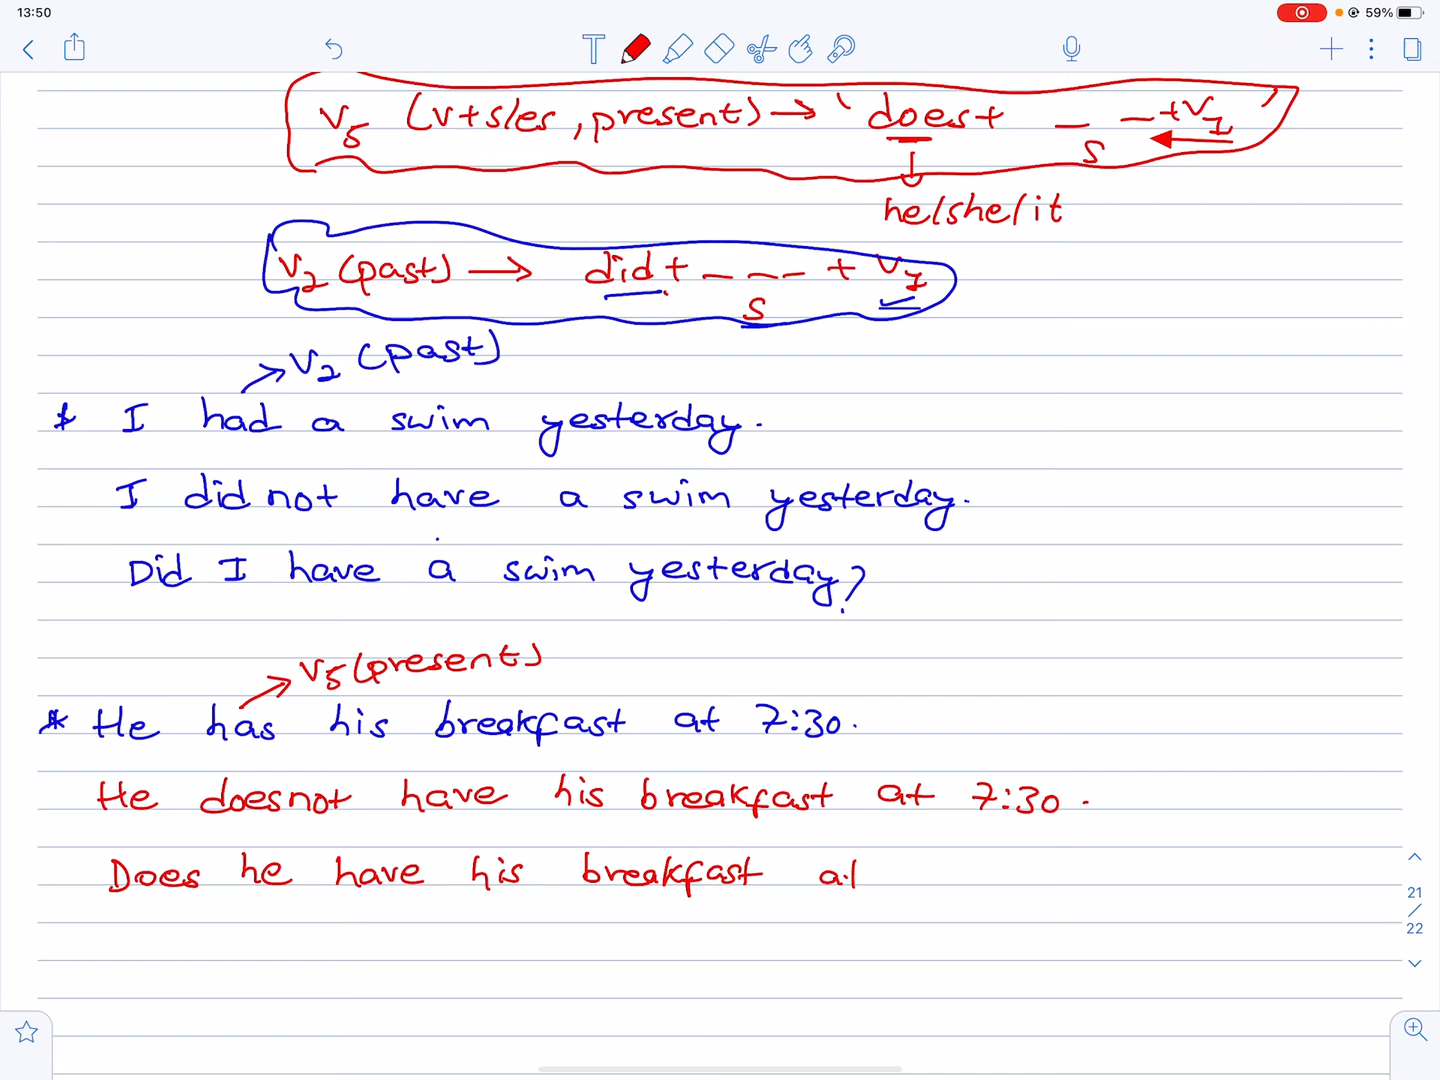 13:50
59%
T
V5 (V+s/es, present) → ' does + _ _ + V1 '
S
he/she/it
V2 (past) → did + _ _ _ + V1
S
V2 (past)
* I had a swim yesterday.
I did not have a swim yesterday.
Did I have a swim yesterday?
V5 (present)
* He has his breakfast at 7:30.
He doesnot have his breakfast at 7:30.
Does he have his breakfast at
21
/
22